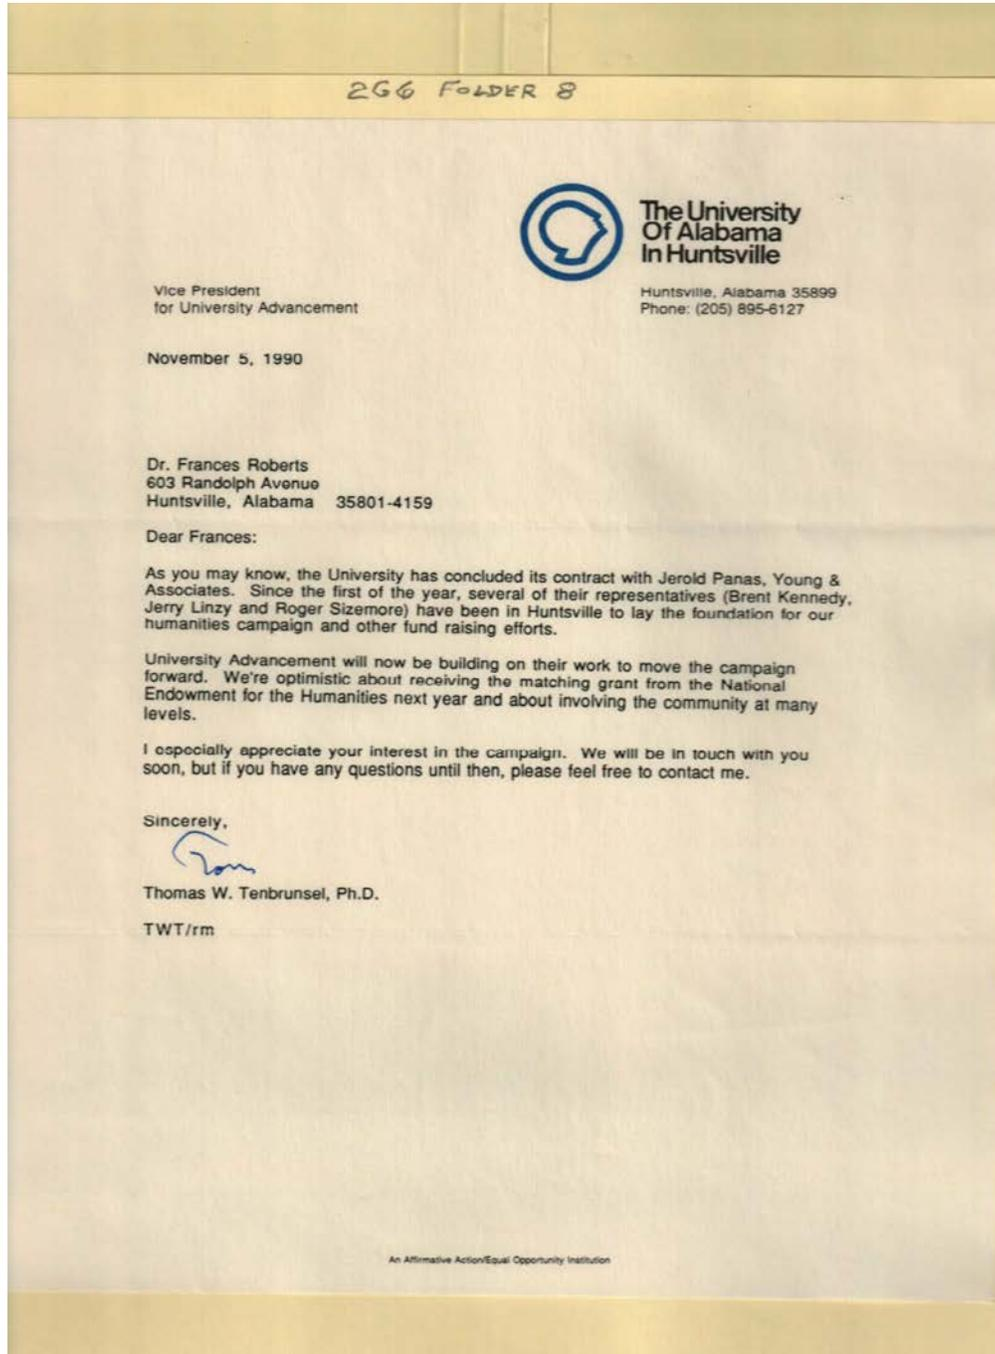 2G6 FOLDER 8
The University
Of Alabama
In Huntsville
Vice President
for University Advancement
Huntsville, Alabama 35899
Phone: (205) 895-6127
November 5, 1990
Dr. Frances Roberts
603 Randolph Avenue
Huntsville, Alabama 35801-4159
Dear Frances:
As you may know, the University has concluded its contract with Jerold Panas, Young &
Associates. Since the first of the year, several of their representatives (Brent Kennedy,
Jerry Linzy and Roger Sizemore) have been in Huntsville to lay the foundation for our
humanities campaign and other fund raising efforts.
University Advancement will now be building on their work to move the campaign
forward. We're optimistic about receiving the matching grant from the National
Endowment for the Humanities next year and about involving the community at many
levels.
I especially appreciate your interest in the campaign. We will be in touch with you
soon, but if you have any questions until then, please feel free to contact me.
Sincerely,
Tom
Thomas W. Tenbrunsel, Ph.D.
TWT/rm
An Affirmative Action/Equal Opportunity Institution